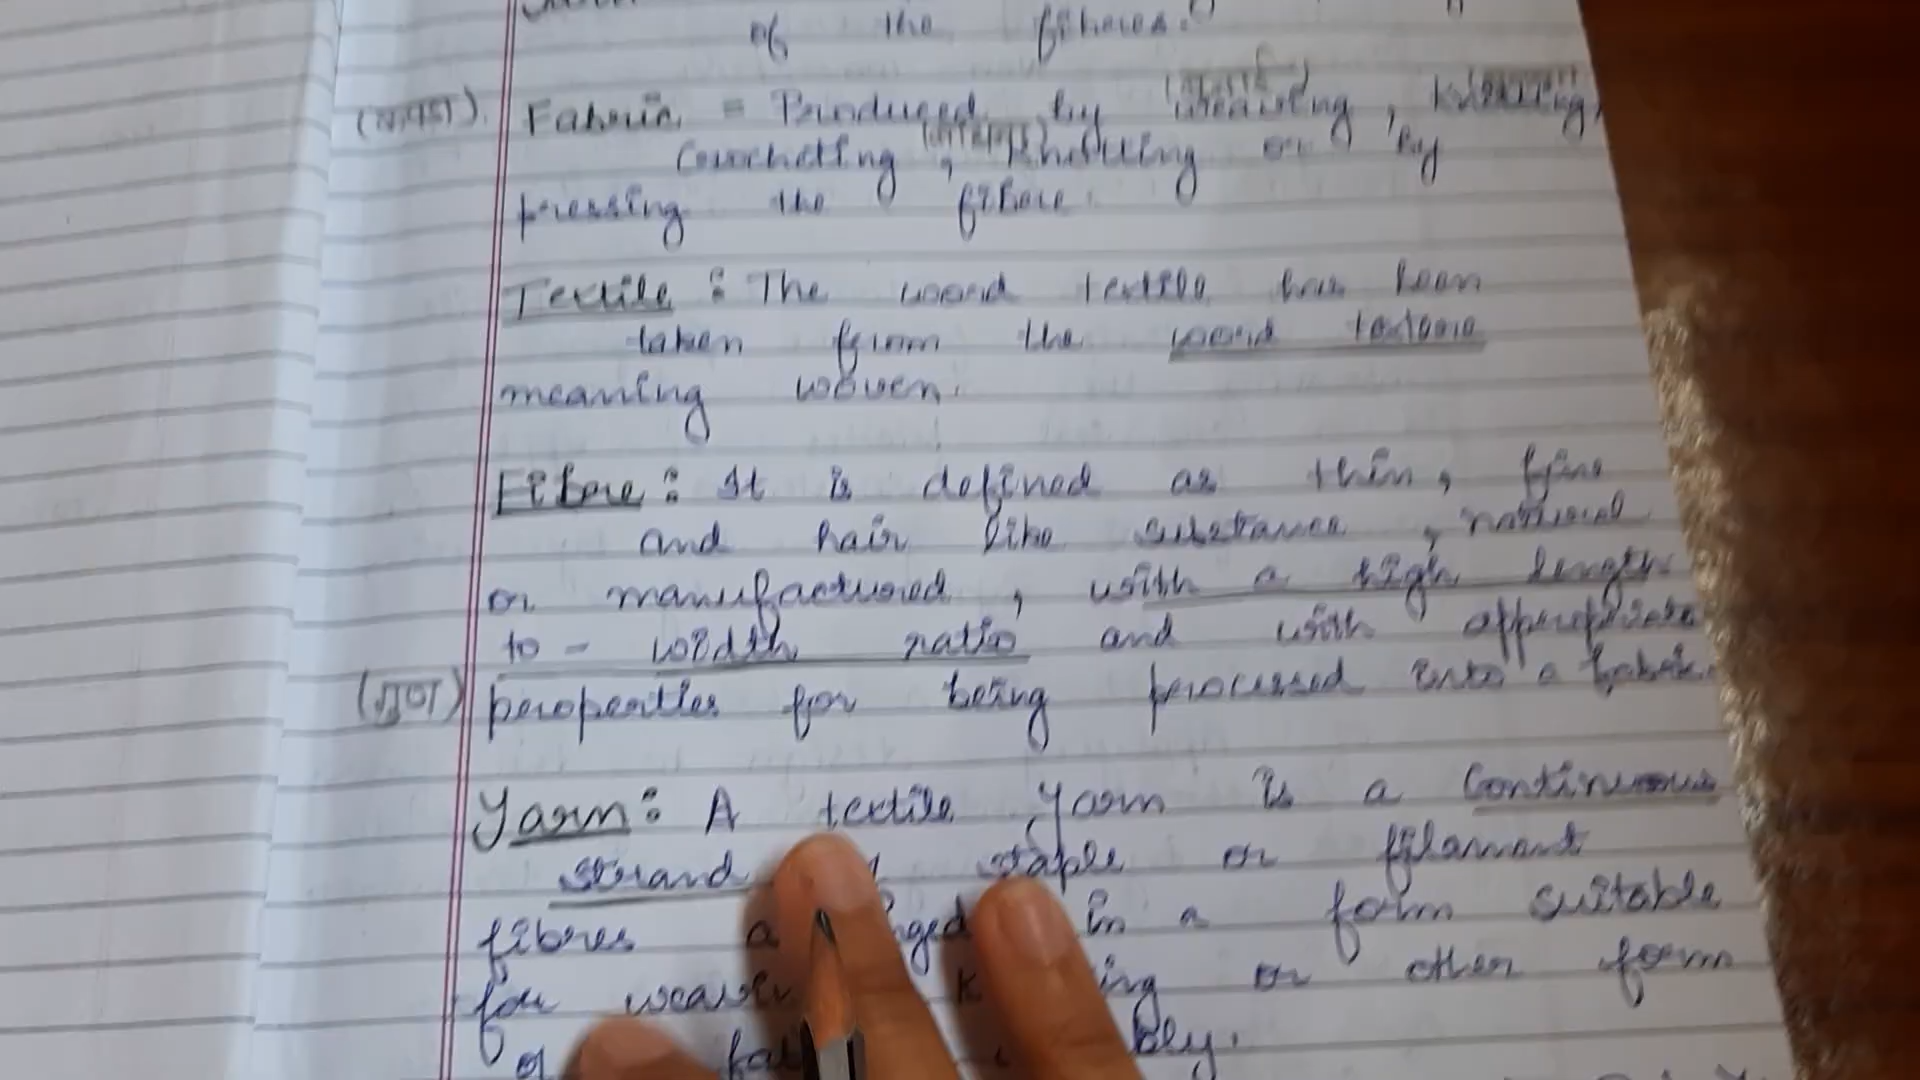 of the fibers.
(कपड़ा). Fabric = Produced by weaving, Knitting,
Crocheting, Knotting or by
pressing the fibre.
Textile : The word textile has been
taken from the word textere
meaning woven.
Fibre : It is defined as thin, fine
and hair like substance, natural
or manufactured, with a high length
to - width ratio and with appropriate
(गुण) properties for being processed into a fabric.
Yarn : A textile yarn is a continuous
strand staple or filament
fibres in a form suitable
for or other form
of